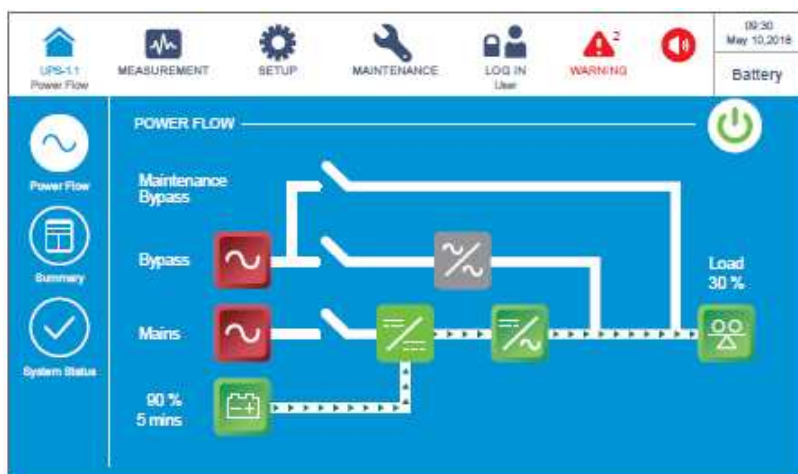 UPS-1.1
Power Flow
MEASUREMENT
SETUP
MAINTENANCE
LOG IN
User
2
WARNING
09:30
May 10,2018
Battery
Power Flow
Summary
System Status
POWER FLOW
Maintenance
Bypass
Bypass
Mains
90 %
5 mins
Load
30 %